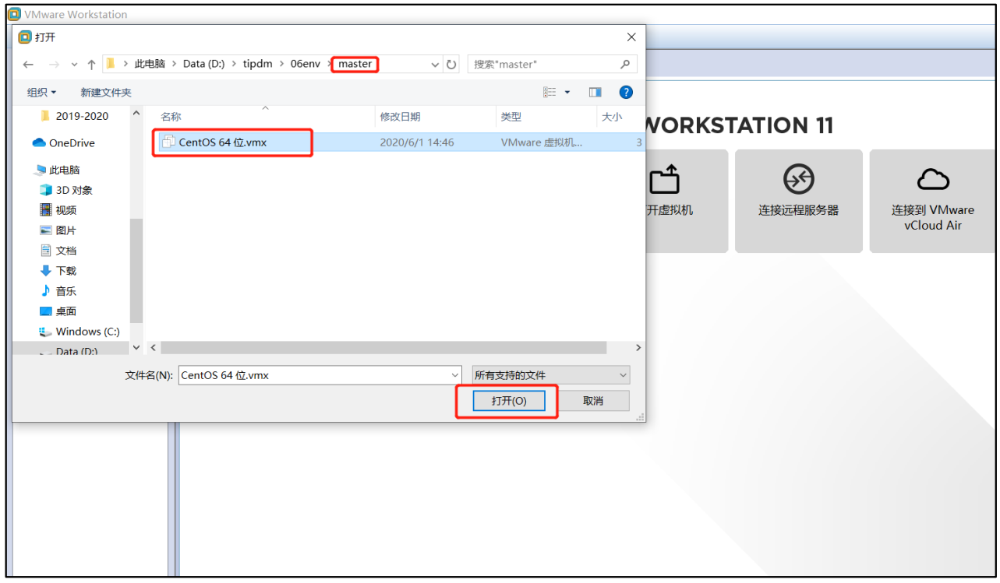 VMware Workstation
打开
此电脑 > Data (D:) > tipdm > 06env > master
搜索"master"
组织
新建文件夹
名称
修改日期
类型
大小
CentOS 64 位.vmx
2020/6/1 14:46
VMware 虚拟机...
3
2019-2020
OneDrive
此电脑
3D 对象
视频
图片
文档
下载
音乐
桌面
Windows (C:)
Data (D:)
文件名(N):
CentOS 64 位.vmx
所有支持的文件
打开(O)
取消
WORKSTATION 11
开虚拟机
连接远程服务器
连接到 VMware
vCloud Air